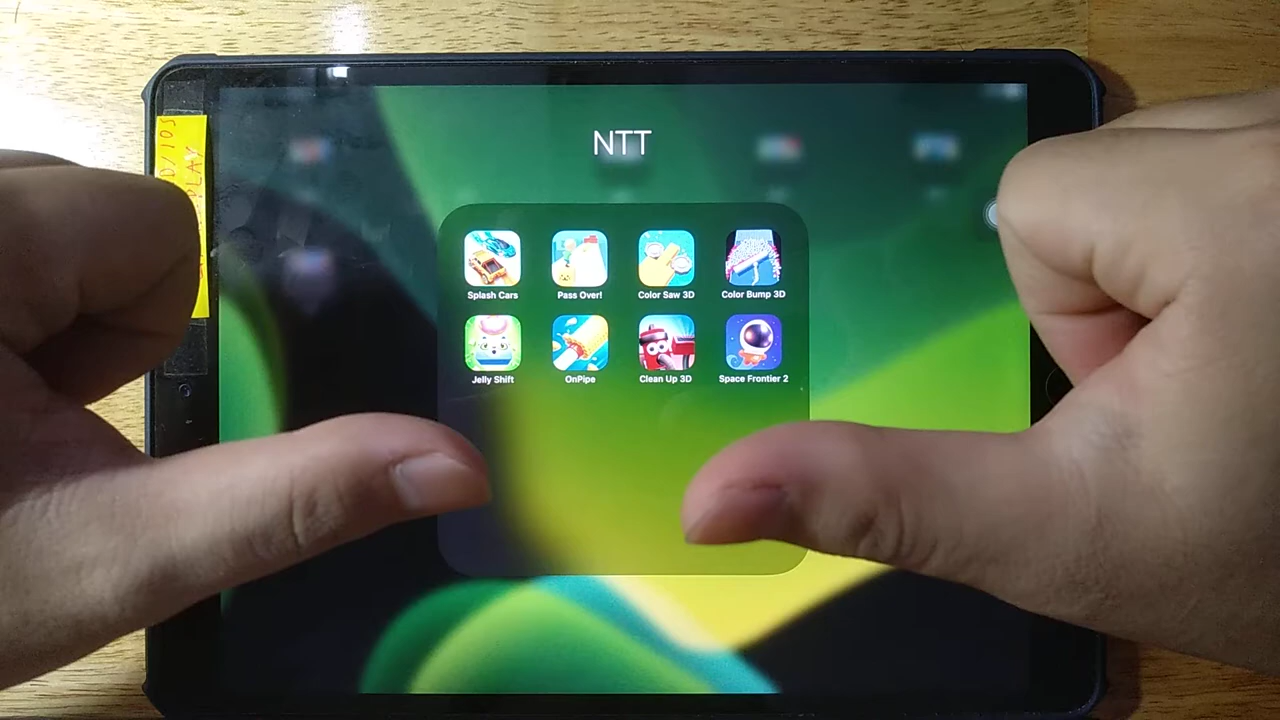 NTT
Splash Cars
Pass Over!
Color Saw 3D
Color Bump 3D
Jelly Shift
OnPipe
Clean Up 3D
Space Frontier 2
PLAY